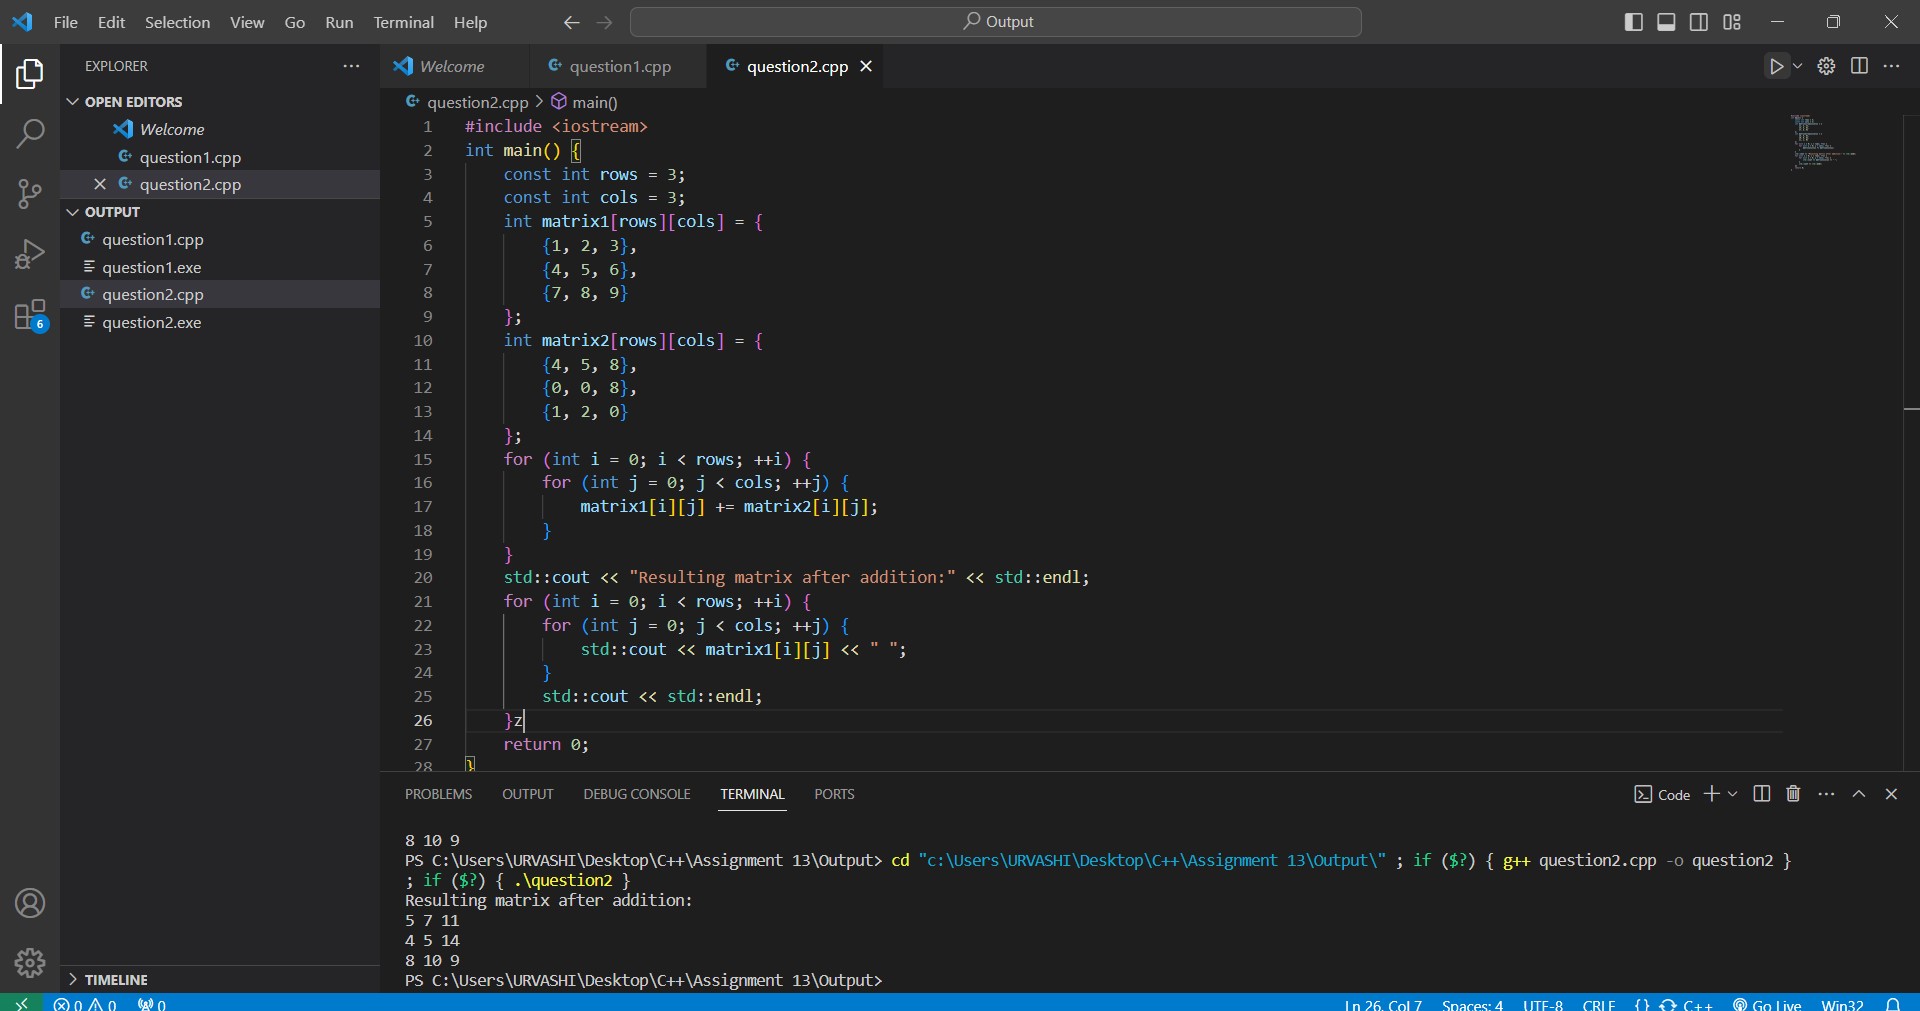 File Edit Selection View Go Run Terminal Help
Output
EXPLORER
OPEN EDITORS
Welcome
question1.cpp
question2.cpp
OUTPUT
question1.cpp
question1.exe
question2.cpp
question2.exe
6
TIMELINE
Welcome question1.cpp question2.cpp
question2.cpp > main()
1 #include <iostream>
2 int main() {
3 const int rows = 3;
4 const int cols = 3;
5 int matrix1[rows][cols] = {
6 {1, 2, 3},
7 {4, 5, 6},
8 {7, 8, 9}
9 };
10 int matrix2[rows][cols] = {
11 {4, 5, 8},
12 {0, 0, 8},
13 {1, 2, 0}
14 };
15 for (int i = 0; i < rows; ++i) {
16 for (int j = 0; j < cols; ++j) {
17 matrix1[i][j] += matrix2[i][j];
18 }
19 }
20 std::cout << "Resulting matrix after addition:" << std::endl;
21 for (int i = 0; i < rows; ++i) {
22 for (int j = 0; j < cols; ++j) {
23 std::cout << matrix1[i][j] << " ";
24 }
25 std::cout << std::endl;
26 }z
27 return 0;
28 }
PROBLEMS OUTPUT DEBUG CONSOLE TERMINAL PORTS
Code
8 10 9
PS C:\Users\URVASHI\Desktop\C++\Assignment 13\Output> cd "c:\Users\URVASHI\Desktop\C++\Assignment 13\Output\" ; if ($?) { g++ question2.cpp -o question2 }
; if ($?) { .\question2 }
Resulting matrix after addition:
5 7 11
4 5 14
8 10 9
PS C:\Users\URVASHI\Desktop\C++\Assignment 13\Output>
0 0 0
Ln 26, Col 7 Spaces: 4 UTF-8 CRLF {} C++ Go Live Win32